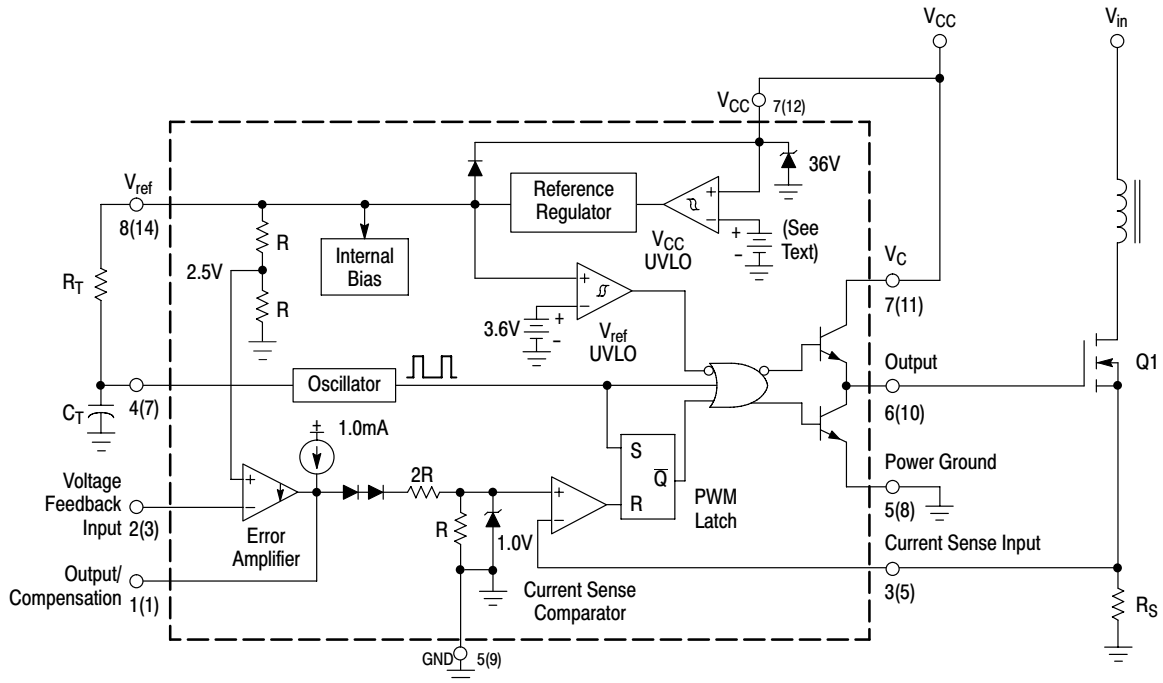 VCC
Vin
VCC 7(12)
36V
Vref
8(14)
Reference
Regulator
+
−
(See
Text)
+
-
VCC
UVLO
R
Internal
Bias
2.5V
RT
R
+
−
3.6V
+
-
Vref
UVLO
VC
7(11)
Output
6(10)
Q1
Oscillator
4(7)
CT
1.0mA
+
S
Q
R
PWM
Latch
Voltage
Feedback
Input
2(3)
+
−
Error
Amplifier
2R
R
1.0V
+
−
Current Sense
Comparator
Power Ground
5(8)
Current Sense Input
3(5)
RS
Output/
Compensation
1(1)
GND
5(9)